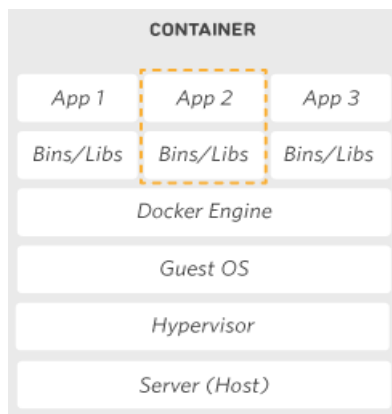 CONTAINER
App 1 App 2 App 3
Bins/Libs Bins/Libs Bins/Libs
Docker Engine
Guest OS
Hypervisor
Server (Host)